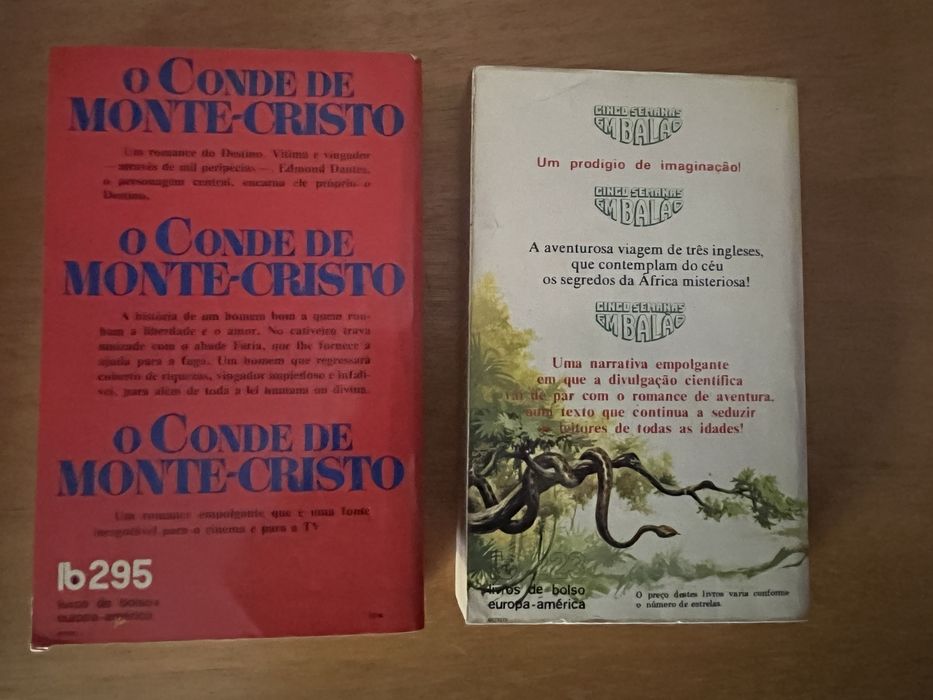 O CONDE DE
MONTE-CRISTO
Um romance do Destino. Vítima e vingador
— através de mil peripécias —, Edmond Dantes,
o personagem central, encarna ele próprio o
Destino.
O CONDE DE
MONTE-CRISTO
A história de um homem bom a quem rou-
bam a liberdade e o amor. No cativeiro trava
amizade com o abade Faria, que lhe fornece a
ajuda para a fuga. Um homem que regressará
coberto de riquezas, vingador impiedoso e infalí-
vel, para além de toda a lei humana ou divina.
O CONDE DE
MONTE-CRISTO
Um romance empolgante que é uma fonte
inesgotável para o cinema e para a TV
lb 295
livros de bolso
europa-américa
CINCO SEMANAS
EM BALÃO
Um prodígio de imaginação!
CINCO SEMANAS
EM BALÃO
A aventurosa viagem de três ingleses,
que contemplam do céu
os segredos da África misteriosa!
CINCO SEMANAS
EM BALÃO
Uma narrativa empolgante
em que a divulgação científica
vai de par com o romance de aventura,
num texto que continua a seduzir
leitores de todas as idades!
livros de bolso
europa-américa
O preço destes livros varia conforme
o número de estrelas